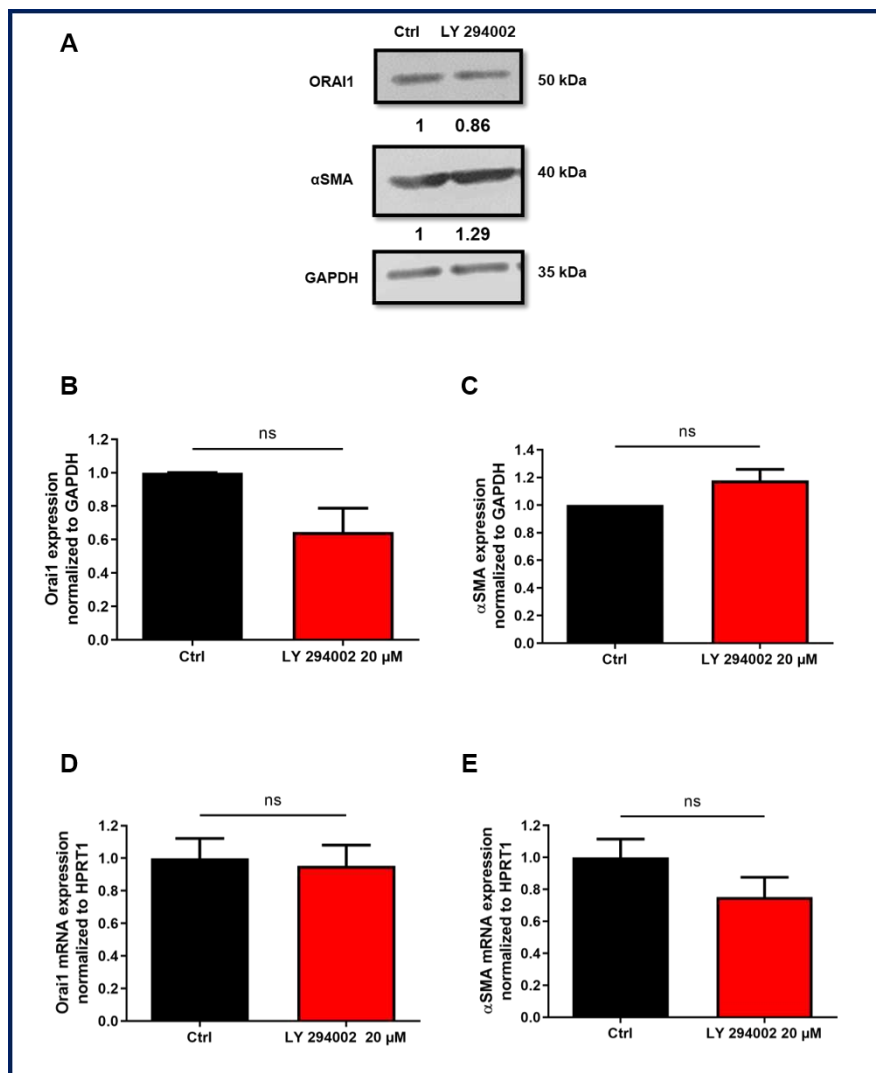 A
Ctrl LY 294002
ORAI1
50 kDa
1 0.86
αSMA
40 kDa
1 1.29
GAPDH
35 kDa
B
ns
Orai1 expression
normalized to GAPDH
1.2
1.0
0.8
0.6
0.4
0.2
0.0
Ctrl
LY 294002 20 µM
C
ns
αSMA expression
normalized to GAPDH
1.4
1.2
1.0
0.8
0.6
0.4
0.2
0.0
Ctrl
LY 294002 20 µM
D
ns
Orai1 mRNA expression
normalized to HPRT1
1.2
1.0
0.8
0.6
0.4
0.2
0.0
Ctrl
LY 294002 20 µM
E
ns
αSMA mRNA expression
normalized to HPRT1
1.2
1.0
0.8
0.6
0.4
0.2
0.0
Ctrl
LY 294002 20 µM